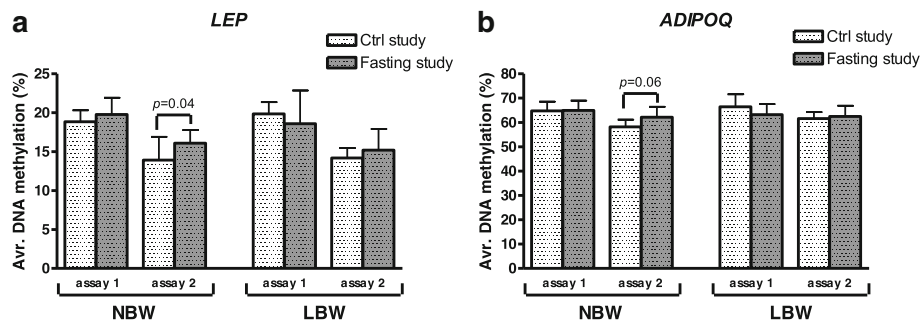 a
LEP
Ctrl study
Fasting study
Avr. DNA methylation (%)
25
20
15
10
5
0
p=0.04
assay 1
assay 2
assay 1
assay 2
NBW
LBW
b
ADIPOQ
Ctrl study
Fasting study
Avr. DNA methylation (%)
80
70
60
50
40
30
20
10
0
p=0.06
assay 1
assay 2
assay 1
assay 2
NBW
LBW